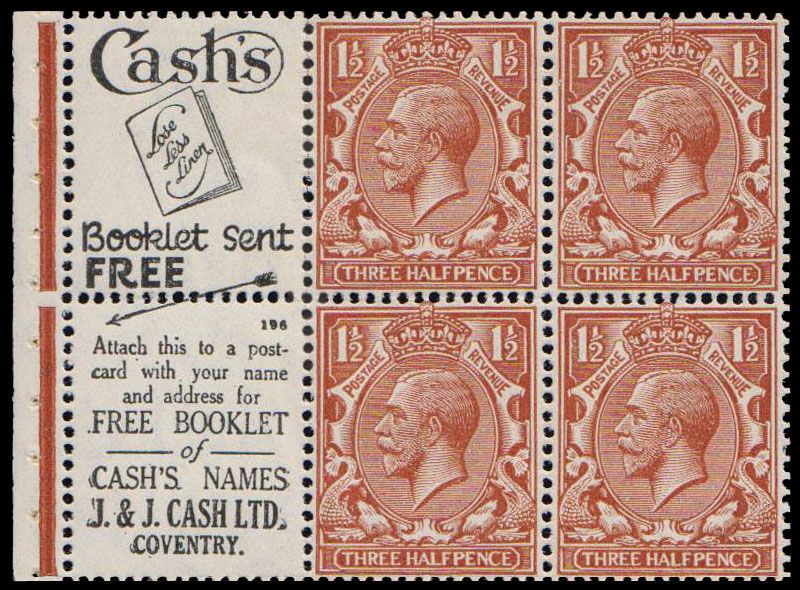 Cash's
Lose
Less
Linen
Booklet sent
FREE
196
Attach this to a post-
card with your name
and address for
FREE BOOKLET
of
CASH'S NAMES
J. & J. CASH LTD.
COVENTRY.
1½ 1½
POSTAGE REVENUE
THREE HALFPENCE
1½ 1½
POSTAGE REVENUE
THREE HALFPENCE
1½ 1½
POSTAGE REVENUE
THREE HALFPENCE
1½ 1½
POSTAGE REVENUE
THREE HALFPENCE